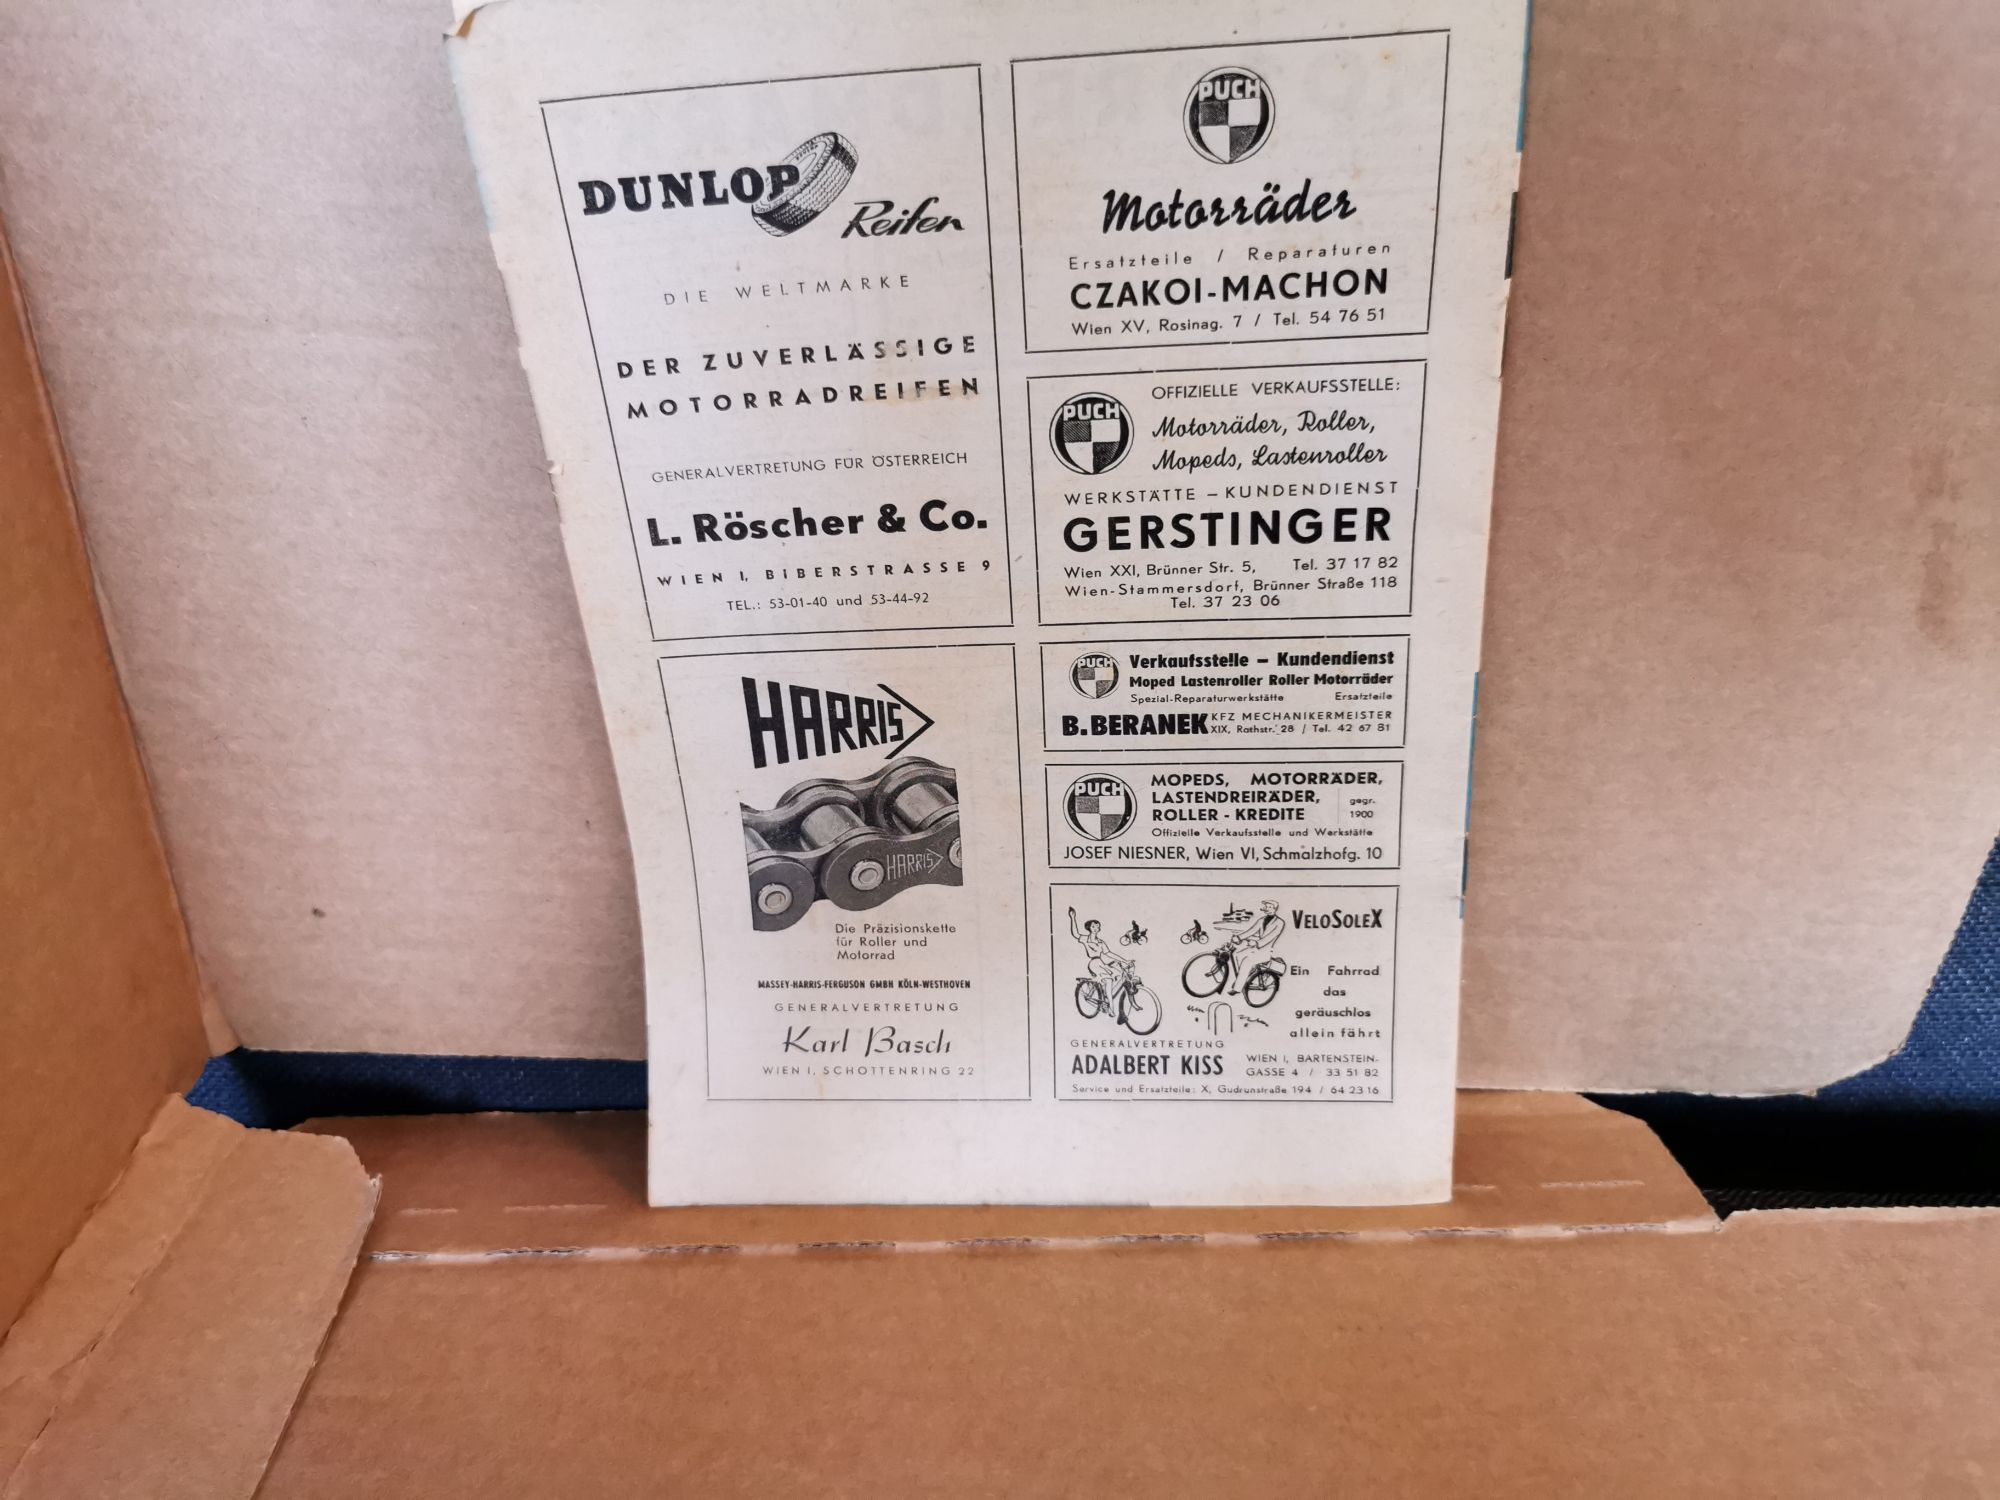 DUNLOP
Reifen
DIE WELTMARKE
DER ZUVERLÄSSIGE
MOTORRADREIFEN
GENERALVERTRETUNG FÜR ÖSTERREICH
L. Röscher & Co.
WIEN I, BIBERSTRASSE 9
TEL.: 53-01-40 und 53-44-92
HARRIS
HARRIS
Die Präzisionskette
für Roller und
Motorrad
MASSEY-HARRIS-FERGUSON GMBH KÖLN-WESTHOVEN
GENERALVERTRETUNG
Karl Basch
WIEN I, SCHOTTENRING 22
PUCH
Motorräder
Ersatzteile / Reparaturen
CZAKOI-MACHON
Wien XV, Rosinag. 7 / Tel. 54 76 51
PUCH
OFFIZIELLE VERKAUFSSTELLE:
Motorräder, Roller,
Mopeds, Lastenroller
WERKSTÄTTE – KUNDENDIENST
GERSTINGER
Wien XXI, Brünner Str. 5, Tel. 37 17 82
Wien-Stammersdorf, Brünner Straße 118
Tel. 37 23 06
PUCH
Verkaufsstelle – Kundendienst
Moped Lastenroller Roller Motorräder
Spezial-Reparaturwerkstätte Ersatzteile
B. BERANEK KFZ MECHANIKERMEISTER
XIX, Rathstr. 28 / Tel. 42 67 81
PUCH
MOPEDS, MOTORRÄDER,
LASTENDREIRÄDER,
ROLLER - KREDITE
gegr.
1900
Offizielle Verkaufsstelle und Werkstätte
JOSEF NIESNER, Wien VI, Schmalzhofg. 10
VELOSOLEX
Ein Fahrrad
das
geräuschlos
allein fährt
GENERALVERTRETUNG
ADALBERT KISS
WIEN I, BARTENSTEIN-
GASSE 4 / 33 51 82
Service und Ersatzteile: X, Gudrunstraße 194 / 64 23 16